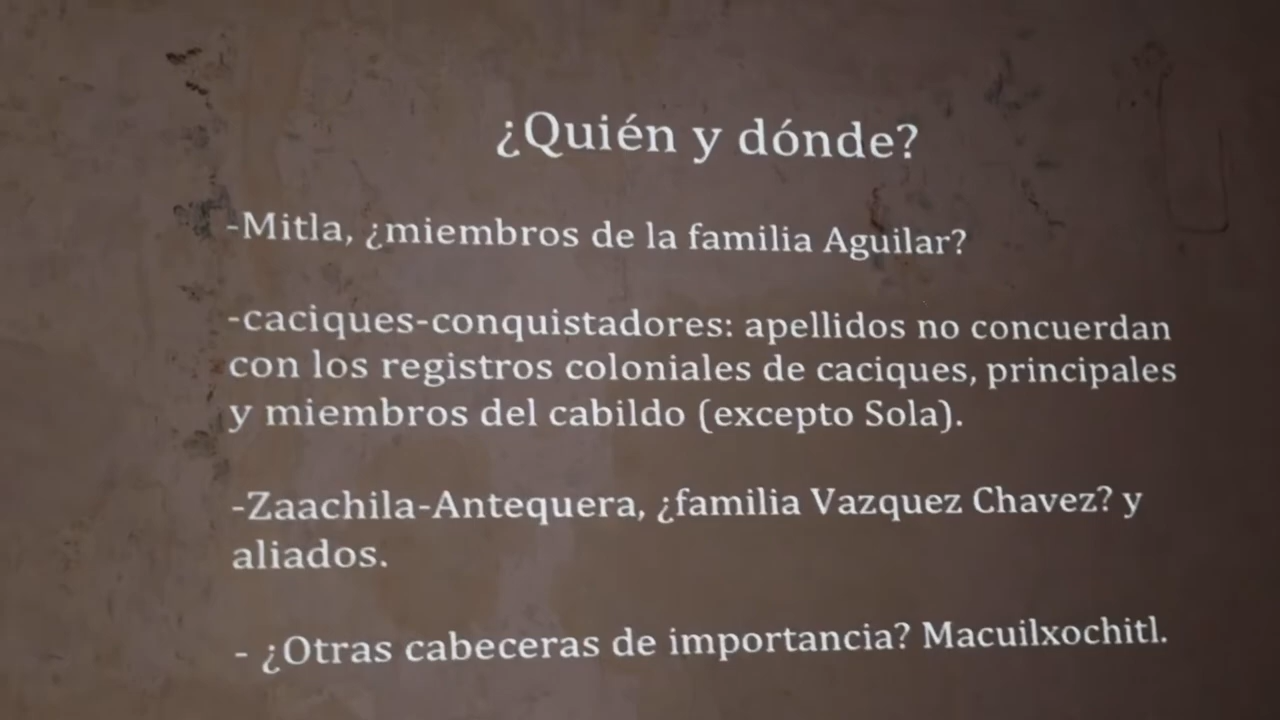 ¿Quién y dónde?
-Mitla, ¿miembros de la familia Aguilar?
-caciques-conquistadores: apellidos no concuerdan
con los registros coloniales de caciques, principales
y miembros del cabildo (excepto Sola).
-Zaachila-Antequera, ¿familia Vazquez Chavez? y
aliados.
- ¿Otras cabeceras de importancia? Macuilxochitl.